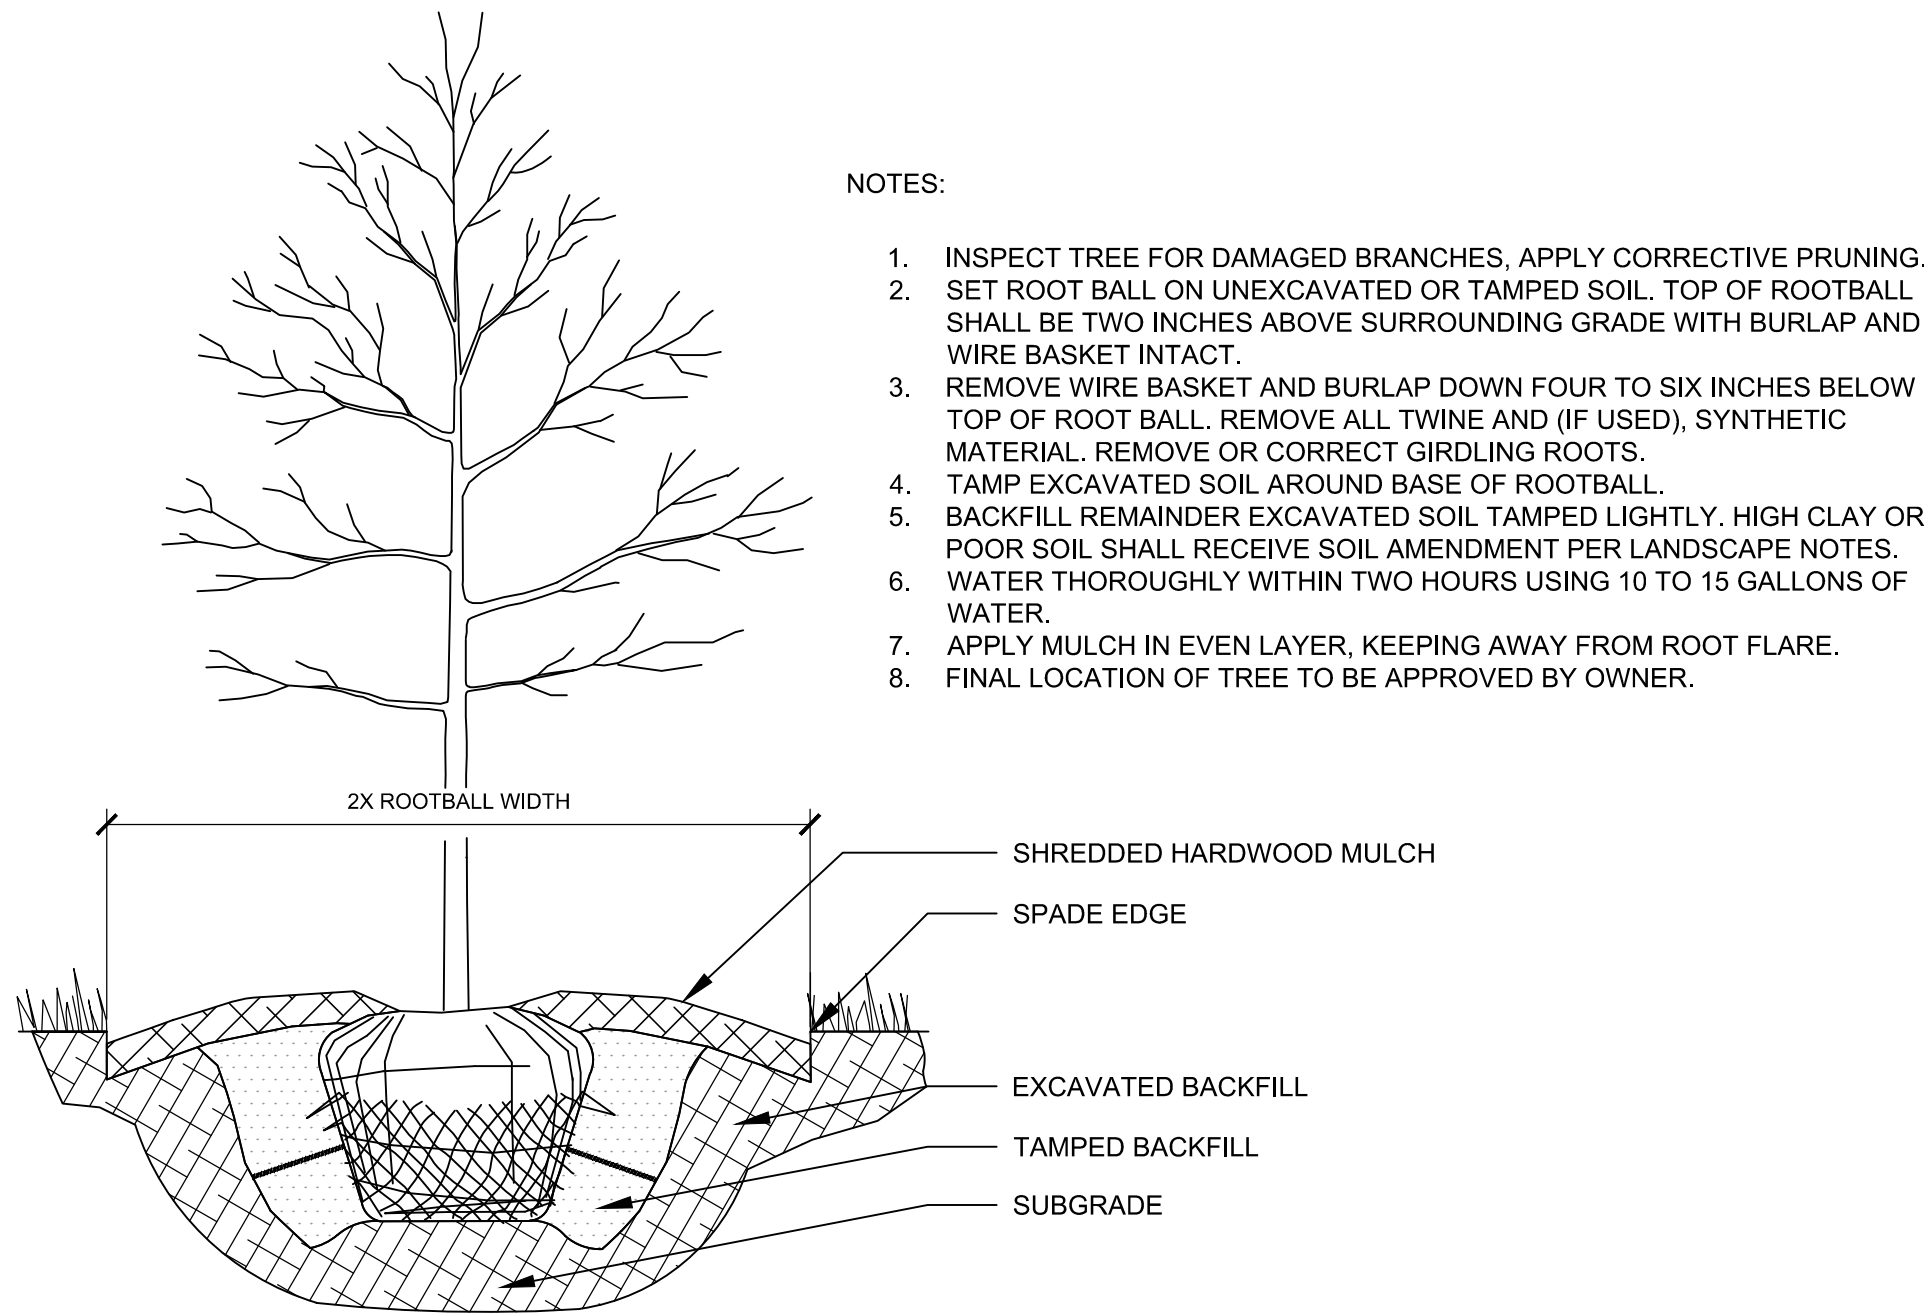 NOTES:
1. INSPECT TREE FOR DAMAGED BRANCHES, APPLY CORRECTIVE PRUNING.
2. SET ROOT BALL ON UNEXCAVATED OR TAMPED SOIL. TOP OF ROOTBALL
SHALL BE TWO INCHES ABOVE SURROUNDING GRADE WITH BURLAP AND
WIRE BASKET INTACT.
3. REMOVE WIRE BASKET AND BURLAP DOWN FOUR TO SIX INCHES BELOW
TOP OF ROOT BALL. REMOVE ALL TWINE AND (IF USED), SYNTHETIC
MATERIAL. REMOVE OR CORRECT GIRDLING ROOTS.
4. TAMP EXCAVATED SOIL AROUND BASE OF ROOTBALL.
5. BACKFILL REMAINDER EXCAVATED SOIL TAMPED LIGHTLY. HIGH CLAY OR
POOR SOIL SHALL RECEIVE SOIL AMENDMENT PER LANDSCAPE NOTES.
6. WATER THOROUGHLY WITHIN TWO HOURS USING 10 TO 15 GALLONS OF
WATER.
7. APPLY MULCH IN EVEN LAYER, KEEPING AWAY FROM ROOT FLARE.
8. FINAL LOCATION OF TREE TO BE APPROVED BY OWNER.
2X ROOTBALL WIDTH
SHREDDED HARDWOOD MULCH
SPADE EDGE
EXCAVATED BACKFILL
TAMPED BACKFILL
SUBGRADE